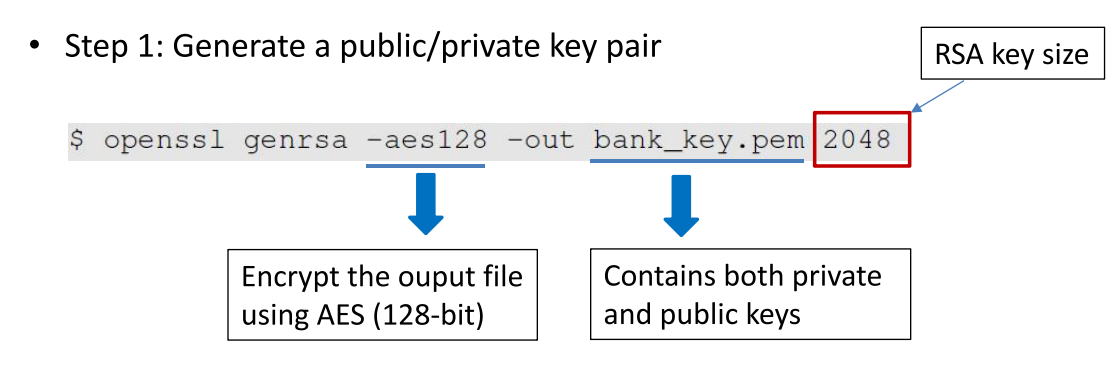 • Step 1: Generate a public/private key pair
RSA key size
$ openssl genrsa -aes128 -out bank_key.pem 2048
Encrypt the ouput file
using AES (128-bit)
Contains both private
and public keys